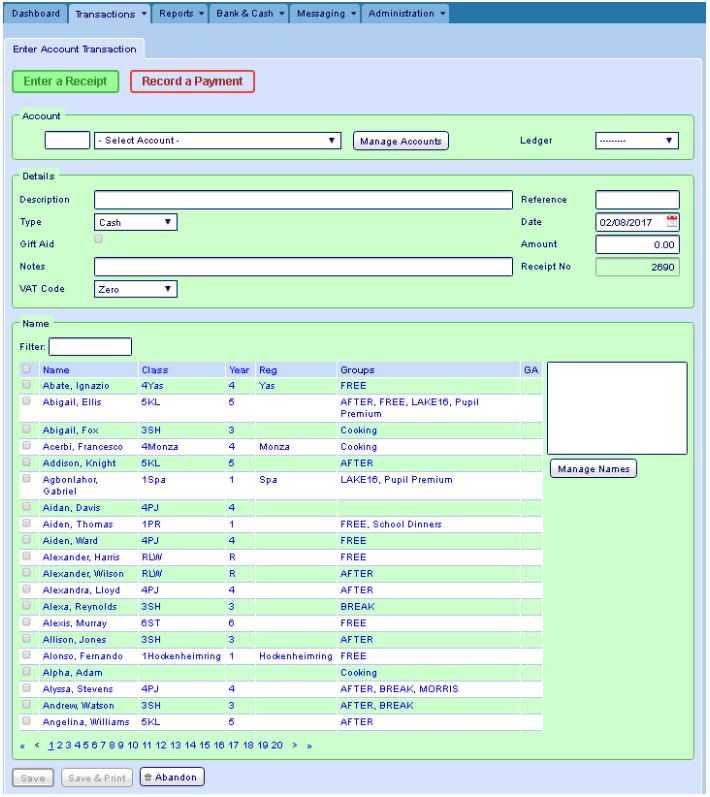 Dashboard Transactions Reports Bank & Cash Messaging Administration
Enter Account Transaction
Enter a Receipt Record a Payment
Account
- Select Account - Manage Accounts Ledger ---------
Details
Description Reference
Type Cash Date 02/08/2017
Gift Aid Amount 0.00
Notes Receipt No 2690
VAT Code Zero
Name
Filter:
Name Class Year Reg Groups GA
Abate, Ignazio 4Yas 4 Yas FREE
Abigail, Ellis 5KL 5 AFTER, FREE, LAKE16, Pupil
Premium
Abigail, Fox 3SH 3 Cooking
Acerbi, Francesco 4Monza 4 Monza Cooking
Addison, Knight 5KL 5 AFTER
Manage Names
Agbonlahor, 1Spa 1 Spa LAKE16, Pupil Premium
Gabriel
Aidan, Davis 4PJ 4
Aiden, Thomas 1PR 1 FREE, School Dinners
Aiden, Ward 4PJ 4 FREE
Alexander, Harris RLW R FREE
Alexander, Wilson RLW R AFTER
Alexandra, Lloyd 4PJ 4 AFTER
Alexa, Reynolds 3SH 3 BREAK
Alexis, Murray 6ST 6 FREE
Allison, Jones 3SH 3 AFTER
Alonso, Fernando 1Hockenheimring 1 Hockenheimring FREE
Alpha, Adam Cooking
Alyssa, Stevens 4PJ 4 AFTER, BREAK, MORRIS
Andrew, Watson 3SH 3 AFTER, BREAK
Angelina, Williams 5KL 5 AFTER
« < 1 2 3 4 5 6 7 8 9 10 11 12 13 14 15 16 17 18 19 20 > »
Save Save & Print Abandon